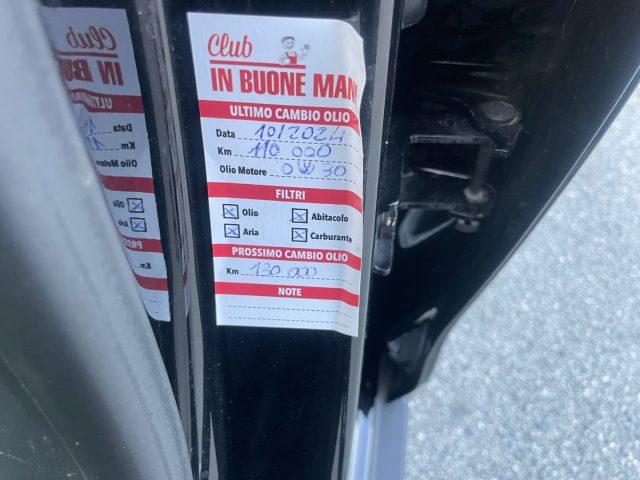 Club
IN BUONE MAN
ULTIMO CAMBIO OLIO
Data 10/2024
Km 110 000
Olio Motore 0W30
FILTRI
Olio Abitacolo
Aria Carburante
PROSSIMO CAMBIO OLIO
Km 130.000
NOTE